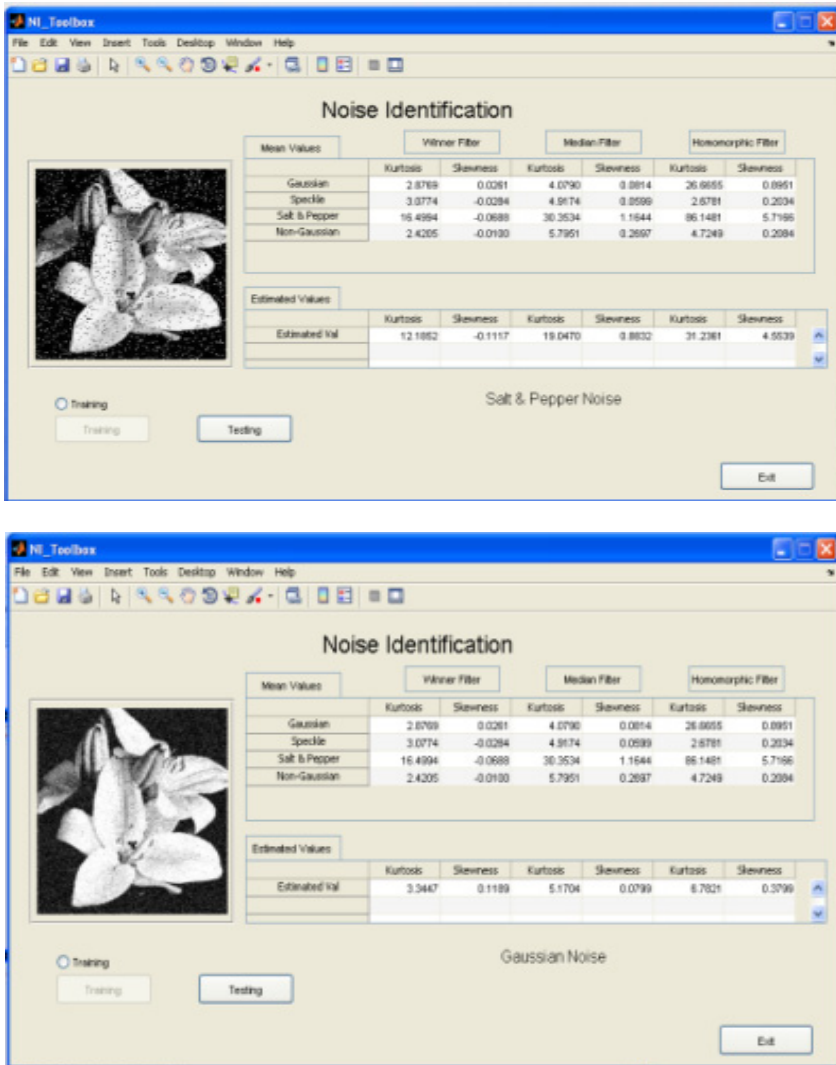 NI_Toolbox
File Edit View Insert Tools Desktop Window Help
Noise Identification
Mean Values Winner Filter Median Filter Homomorphic Filter
Kurtosis Skewness Kurtosis Skewness Kurtosis Skewness
Gaussian 2.8769 0.0261 4.0790 0.0814 26.6655 0.8951
Speckle 3.0774 -0.0284 4.9174 0.0599 2.6781 0.2034
Salt & Pepper 16.4994 -0.0688 30.3534 1.1644 86.1481 5.7166
Non-Gaussian 2.4205 -0.0100 5.7951 0.2697 4.7249 0.2084
Estimated Values
Kurtosis Skewness Kurtosis Skewness Kurtosis Skewness
Estimated Val 12.1852 -0.1117 19.0470 0.8832 31.2361 4.5539
Salt & Pepper Noise
Training
Training Testing
Exit
NI_Toolbox
File Edit View Insert Tools Desktop Window Help
Noise Identification
Mean Values Winner Filter Median Filter Homomorphic Filter
Kurtosis Skewness Kurtosis Skewness Kurtosis Skewness
Gaussian 2.8769 0.0261 4.0790 0.0814 26.6655 0.8951
Speckle 3.0774 -0.0284 4.9174 0.0599 2.6781 0.2034
Salt & Pepper 16.4994 -0.0688 30.3534 1.1644 86.1481 5.7166
Non-Gaussian 2.4205 -0.0100 5.7951 0.2697 4.7249 0.2084
Estimated Values
Kurtosis Skewness Kurtosis Skewness Kurtosis Skewness
Estimated Val 3.3447 0.1189 5.1704 0.0799 6.7821 0.3799
Gaussian Noise
Training
Training Testing
Exit